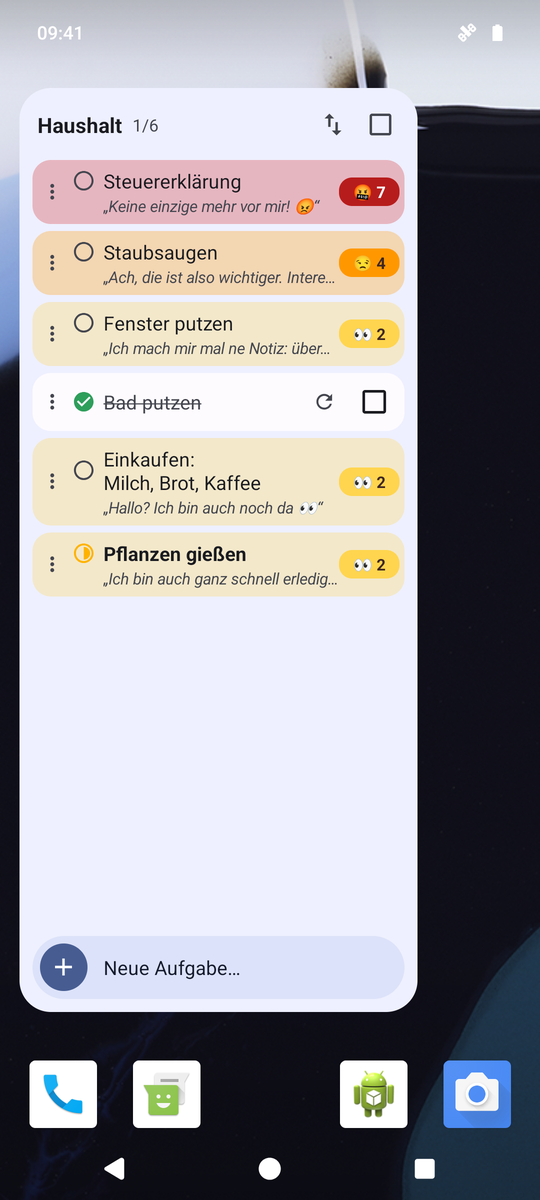 09:41
Haushalt 1/6
Steuererklärung
„Keine einzige mehr vor mir! 😡“
🤬 7
Staubsaugen
„Ach, die ist also wichtiger. Intere…
😒 4
Fenster putzen
„Ich mach mir mal ne Notiz: über…
👀 2
Bad putzen
Einkaufen:
Milch, Brot, Kaffee
„Hallo? Ich bin auch noch da 👀“
👀 2
Pflanzen gießen
„Ich bin auch ganz schnell erledig…
👀 2
Neue Aufgabe…